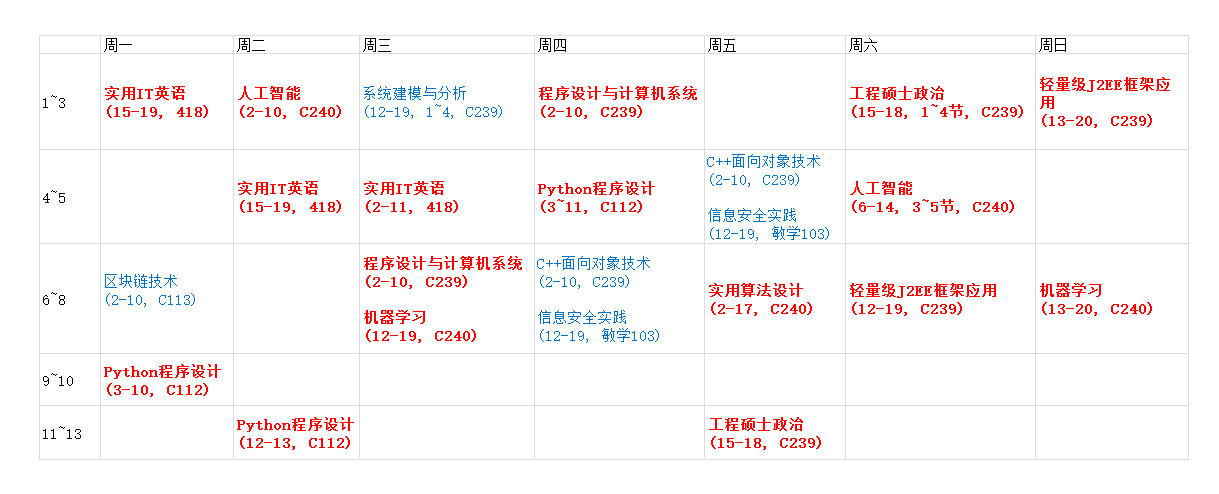 周一 周二 周三 周四 周五 周六 周日
1~3
实用IT英语
(15-19, 418)
人工智能
(2-10, C240)
系统建模与分析
(12-19, 1~4, C239)
程序设计与计算机系统
(2-10, C239)
工程硕士政治
(15-18, 1~4节, C239)
轻量级J2EE框架应
用
(13-20, C239)
4~5
实用IT英语
(15-19, 418)
实用IT英语
(2-11, 418)
Python程序设计
(3~11, C112)
C++面向对象技术
(2-10, C239)
信息安全实践
(12-19, 敏学103)
人工智能
(6-14, 3~5节, C240)
6~8
区块链技术
(2-10, C113)
程序设计与计算机系统
(2-10, C239)
机器学习
(12-19, C240)
C++面向对象技术
(2-10, C239)
信息安全实践
(12-19, 敏学103)
实用算法设计
(2-17, C240)
轻量级J2EE框架应用
(12-19, C239)
机器学习
(13-20, C240)
9~10
Python程序设计
(3-10, C112)
11~13
Python程序设计
(12-13, C112)
工程硕士政治
(15-18, C239)